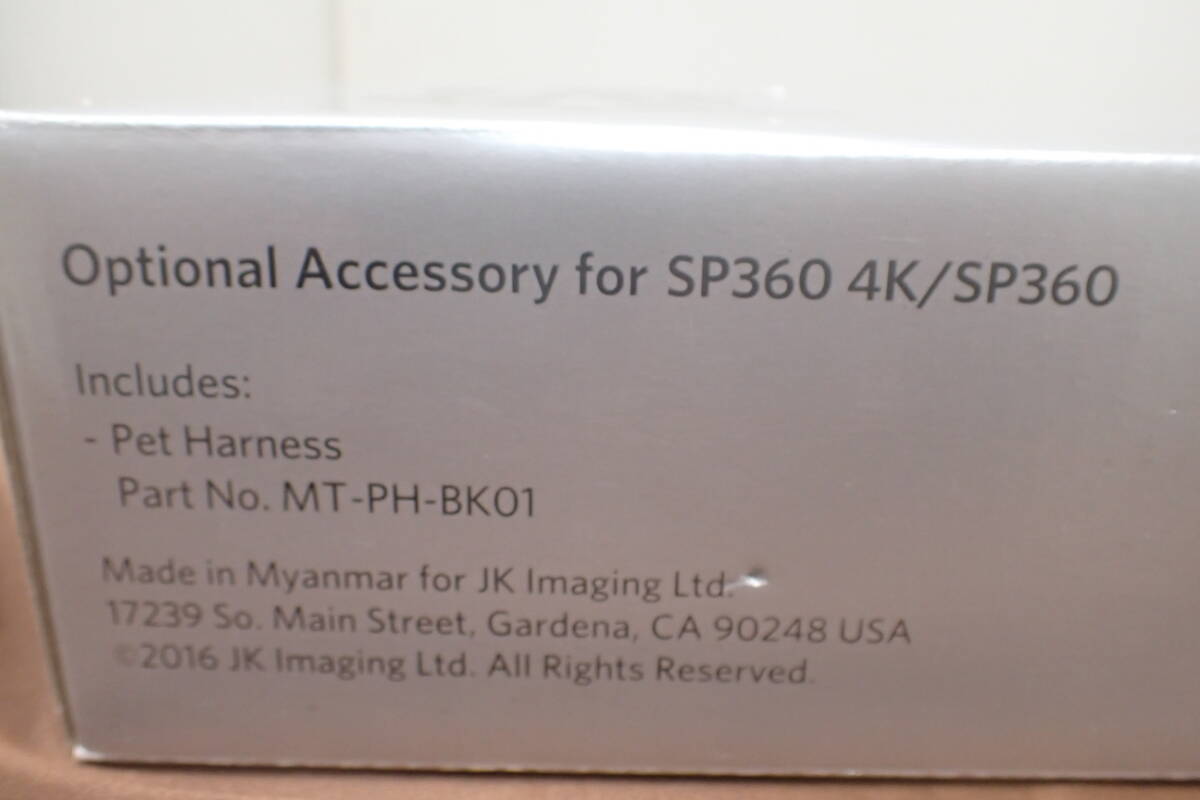 Optional Accessory for SP360 4K/SP360
Includes:
- Pet Harness
Part No. MT-PH-BK01
Made in Myanmar for JK Imaging Ltd.
17239 So. Main Street, Gardena, CA 90248 USA
©2016 JK Imaging Ltd. All Rights Reserved.